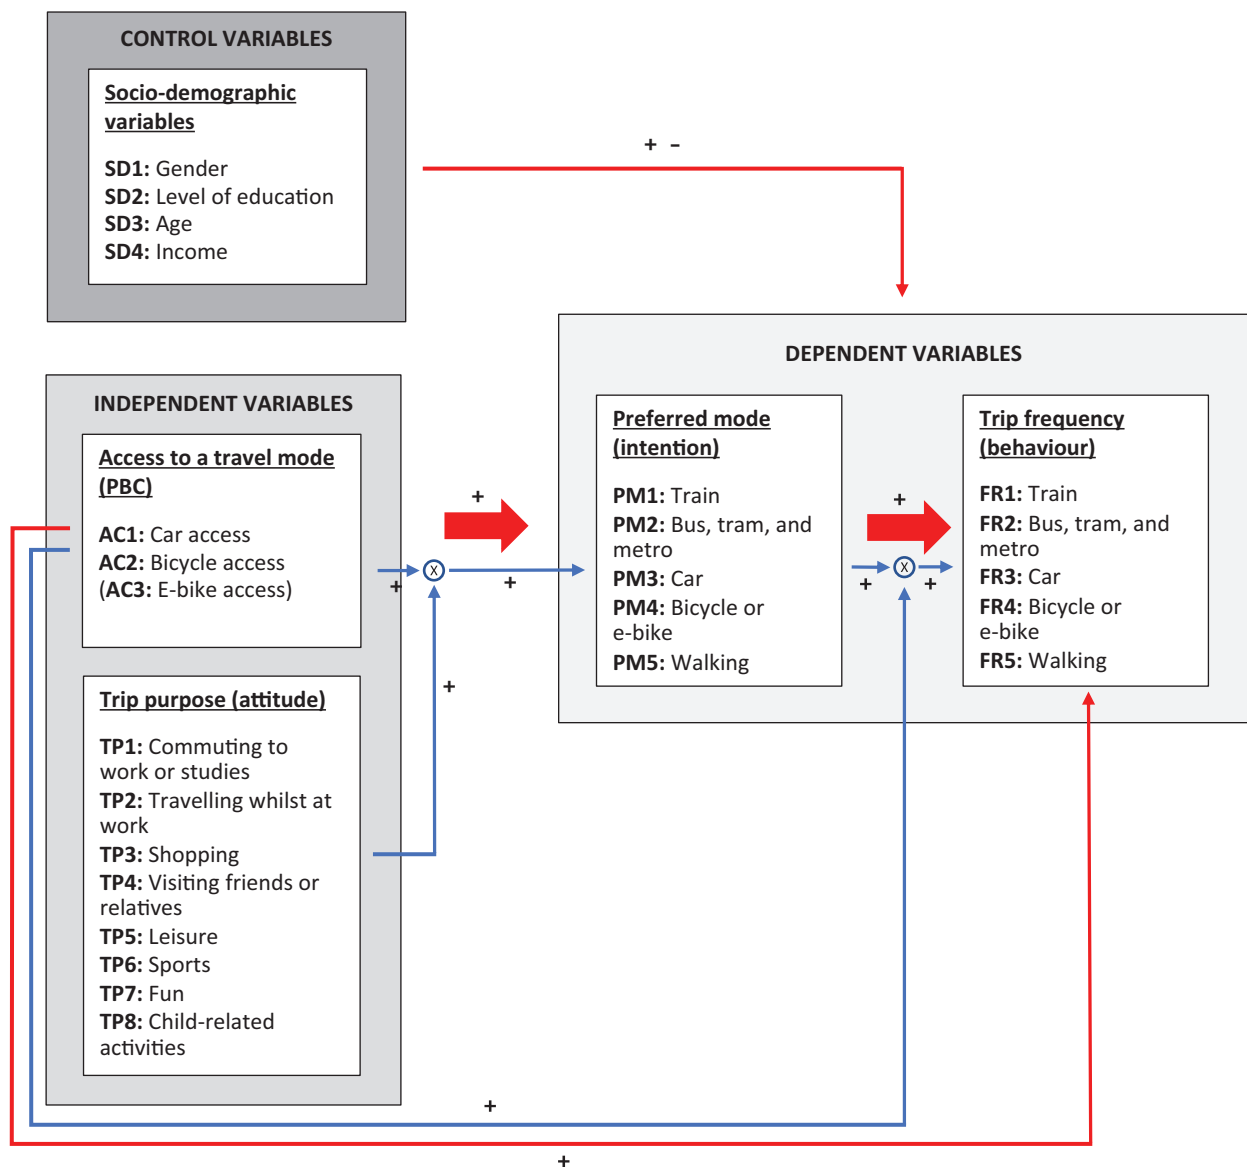 CONTROL VARIABLES
Socio-demographic
variables
SD1: Gender
SD2: Level of education
SD3: Age
SD4: Income
+ -
DEPENDENT VARIABLES
INDEPENDENT VARIABLES
Access to a travel mode
(PBC)
AC1: Car access
AC2: Bicycle access
(AC3: E-bike access)
Trip purpose (attitude)
TP1: Commuting to
work or studies
TP2: Travelling whilst at
work
TP3: Shopping
TP4: Visiting friends or
relatives
TP5: Leisure
TP6: Sports
TP7: Fun
TP8: Child-related
activities
+
+
X
+
+
Preferred mode
(intention)
PM1: Train
PM2: Bus, tram, and
metro
PM3: Car
PM4: Bicycle or
e-bike
PM5: Walking
+
+
X
+
Trip frequency
(behaviour)
FR1: Train
FR2: Bus, tram, and
metro
FR3: Car
FR4: Bicycle or
e-bike
FR5: Walking
+
+